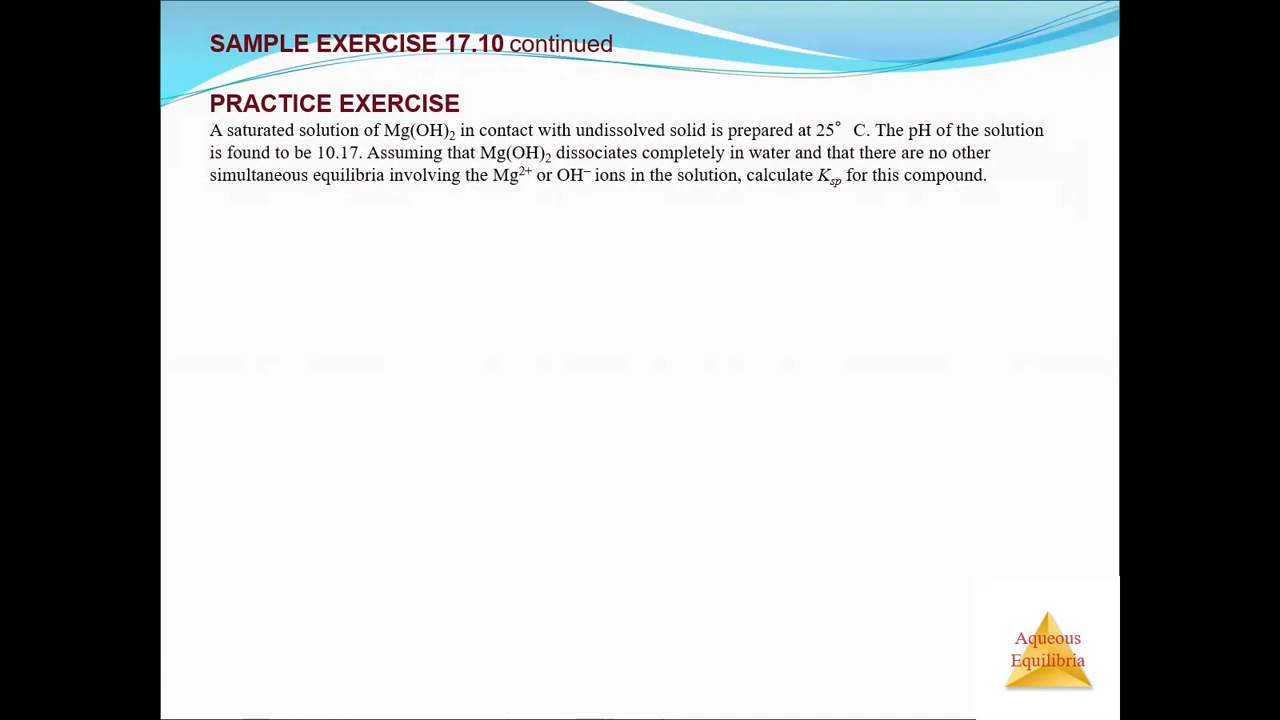 SAMPLE EXERCISE 17.10 continued
PRACTICE EXERCISE
A saturated solution of Mg(OH)₂ in contact with undissolved solid is prepared at 25° C. The pH of the solution
is found to be 10.17. Assuming that Mg(OH)₂ dissociates completely in water and that there are no other
simultaneous equilibria involving the Mg²⁺ or OH⁻ ions in the solution, calculate Ksp for this compound.
Aqueous
Equilibria